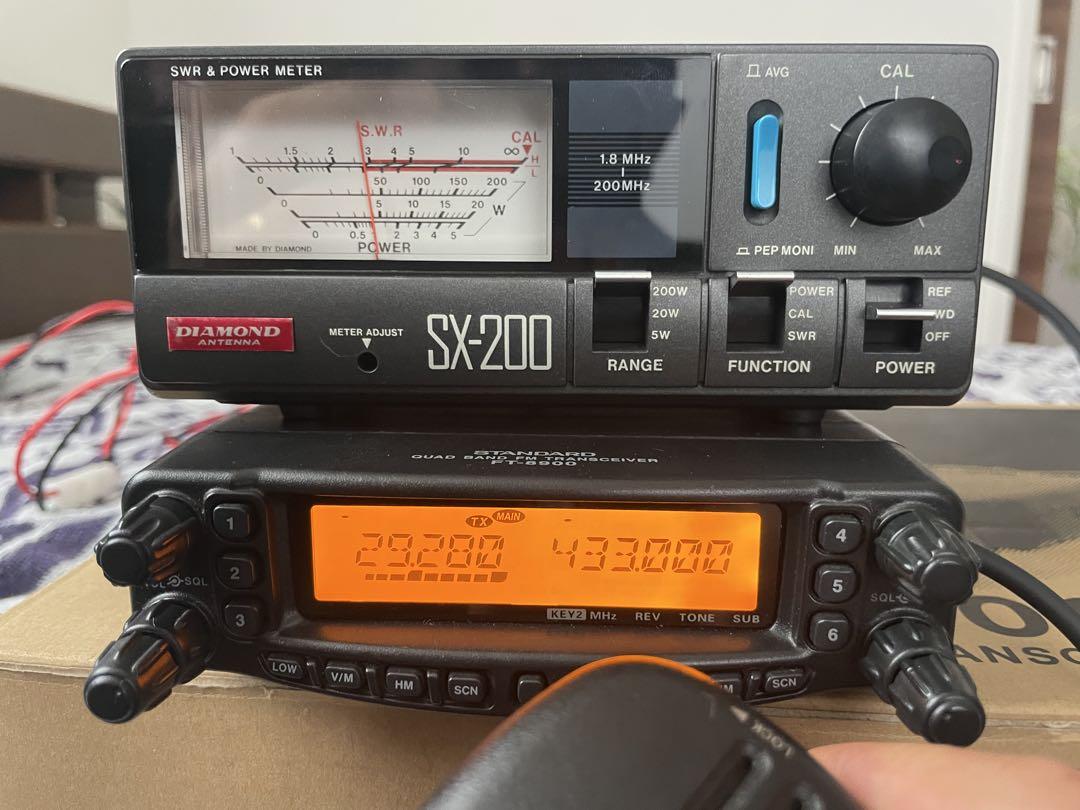 SWR & POWER METER
AVG
CAL
S.W.R
CAL
1 1.5 2 3 4 5 10 ∞ H
L
0 50 100 150 200
0 5 10 15 20 W
0 0.5 1 2 3 4 5
MADE BY DIAMOND
POWER
1.8 MHz
200MHz
PEP MONI
MIN
MAX
DIAMOND
ANTENNA
METER ADJUST
SX-200
200W
20W
5W
RANGE
POWER
CAL
SWR
FUNCTION
REF
WD
OFF
POWER
STANDARD
QUAD BAND FM TRANSCEIVER
FT-8900
1
2
3
SQL
TX MAIN
29.280 433.000
KEY2 MHz REV TONE SUB
4
5
6
SQL
LOW
V/M
HM
SCN
SCN
LOCK